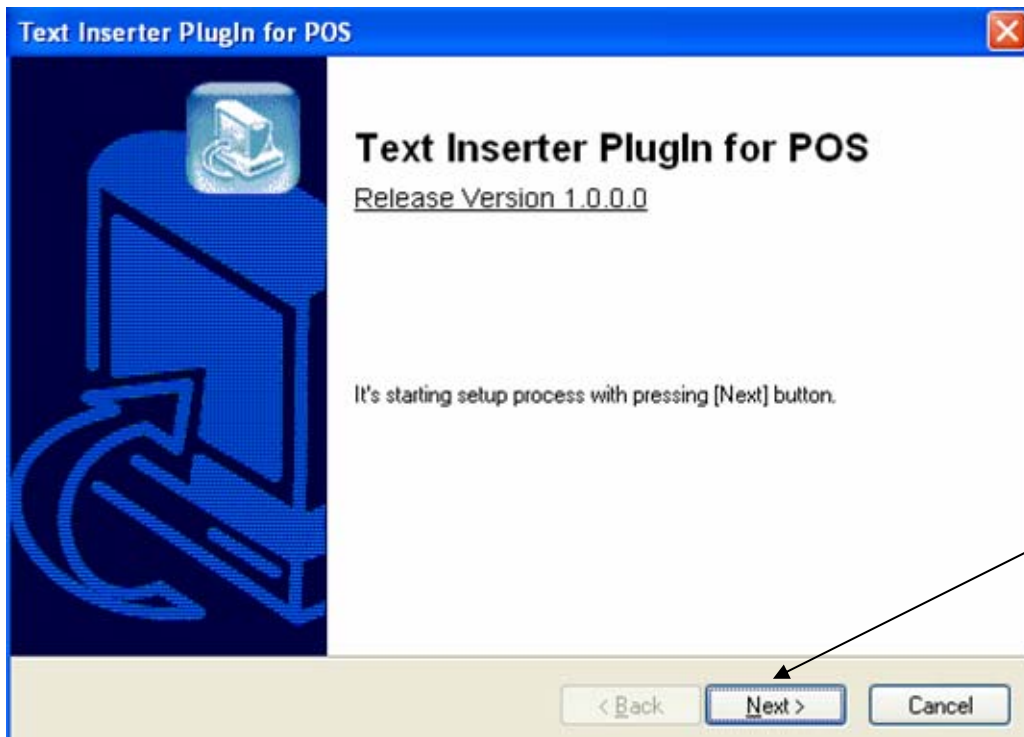 Text Inserter PlugIn for POS
Text Inserter PlugIn for POS
Release Version 1.0.0.0
It's starting setup process with pressing [Next] button.
< Back
Next >
Cancel